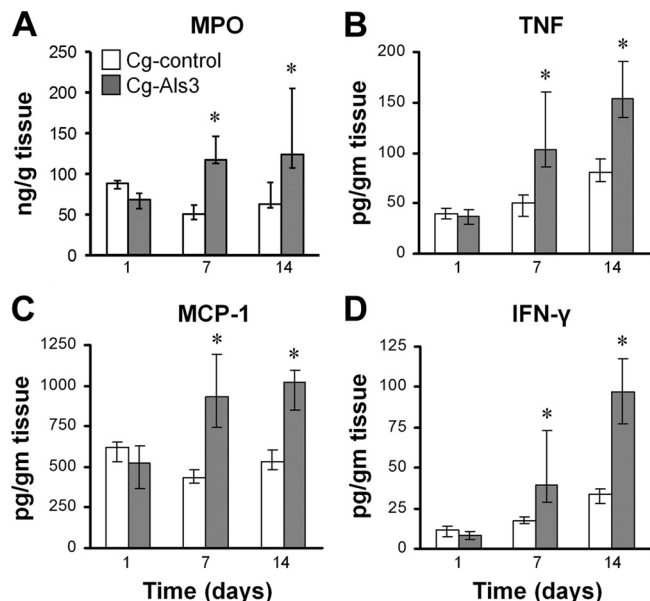 A
MPO
ng/g tissue
250
200
150
100
50
0
Cg-control
Cg-Als3
*
*
1
7
14
B
TNF
pg/gm tissue
200
150
100
50
0
*
*
1
7
14
C
MCP-1
pg/gm tissue
1250
1000
750
500
250
0
*
*
1
7
14
Time (days)
D
IFN-γ
pg/gm tissue
125
100
75
50
25
0
*
*
1
7
14
Time (days)